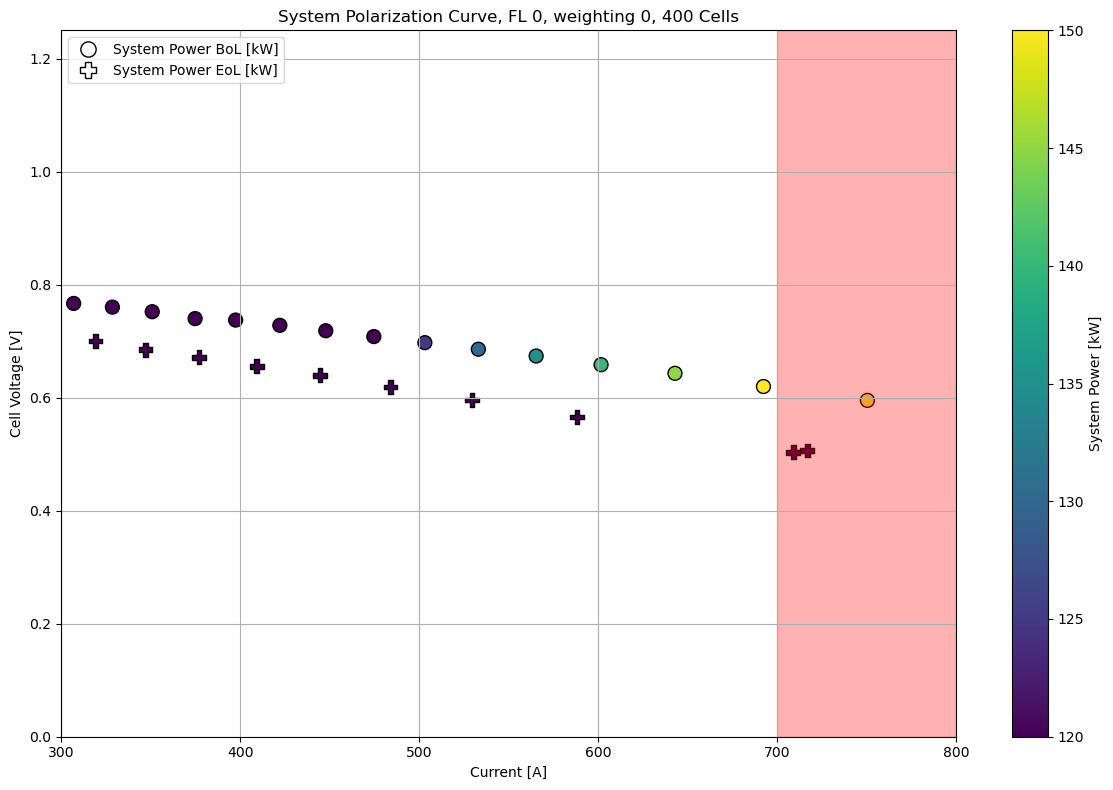 System Polarization Curve, FL 0, weighting 0, 400 Cells
System Power BoL [kW]
System Power EoL [kW]
Cell Voltage [V]
1.2
1.0
0.8
0.6
0.4
0.2
0.0
300 400 500 600 700 800
Current [A]
150
145
140
135
130
125
120
System Power [kW]